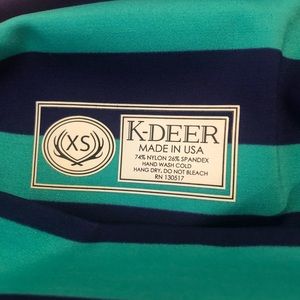 XS
K-DEER
MADE IN USA
74% NYLON 26% SPANDEX
HAND WASH COLD
HANG DRY, DO NOT BLEACH
RN 130517